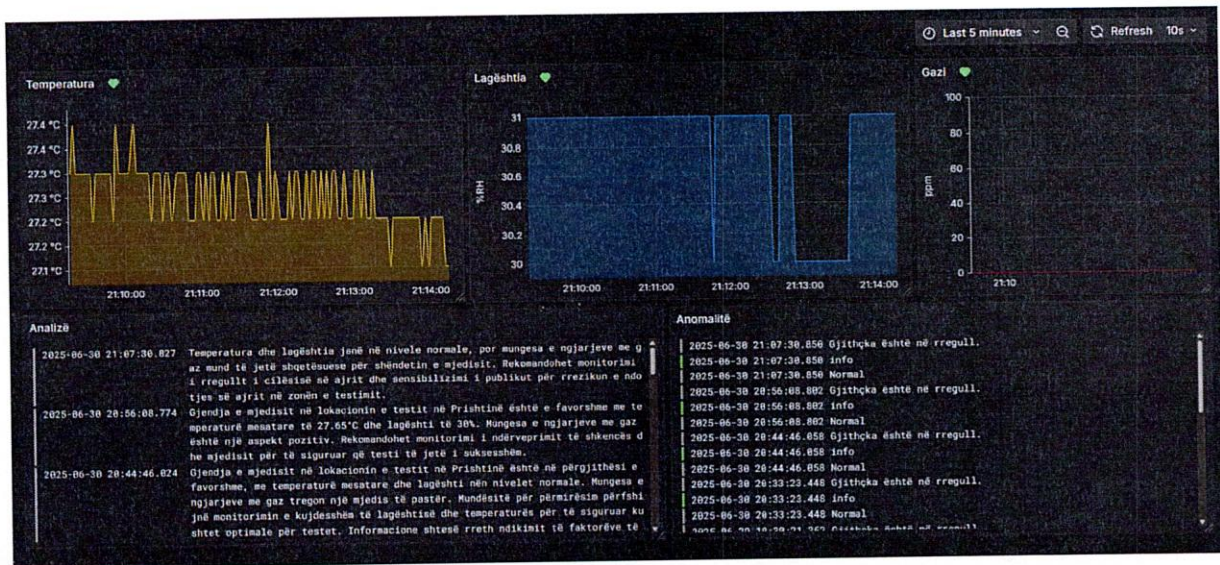 Last 5 minutes
Refresh 10s
Temperatura
27.4 °C
27.4 °C
27.3 °C
27.3 °C
27.2 °C
27.2 °C
27.1 °C
21:10:00 21:11:00 21:12:00 21:13:00 21:14:00
Lagështia
%RH
31
30.8
30.6
30.4
30.2
30
21:10:00 21:11:00 21:12:00 21:13:00 21:14:00
Gazi
ppm
100
80
60
40
20
0
21:10
Analizë
2025-06-30 21:07:30.827 Temperatura dhe lagështia janë në nivele normale, por mungesa e ngjarjeve me g
az mund të jetë shqetësuese për shëndetin e mjedisit. Rekomandohet monitorimi
i rregullt i cilësisë së ajrit dhe sensibilizimi i publikut për rrezikun e ndo
tjes së ajrit në zonën e testimit.
2025-06-30 20:56:08.774 Gjendja e mjedisit në lokacionin e testit në Prishtinë është e favorshme me te
mperaturë mesatare të 27.65°C dhe lagështi të 30%. Mungesa e ngjarjeve me gaz
është një aspekt pozitiv. Rekomandohet monitorimi i ndërveprimit të shkencës d
he mjedisit për të siguruar që testi të jetë i suksesshëm.
2025-06-30 20:44:46.024 Gjendja e mjedisit në lokacionin e testit në Prishtinë është në përgjithësi e
favorshme, me temperaturë mesatare dhe lagështi nën nivelet normale. Mungesa e
ngjarjeve me gaz tregon një mjedis të pastër. Mundësitë për përmirësim përfshi
jnë monitorimin e kujdesshëm të lagështisë dhe temperaturës për të siguruar ku
shtet optimale për testet. Informacione shtesë rreth ndikimit të faktorëve të
Anomalitë
2025-06-30 21:07:30.850 Gjithçka është në rregull.
2025-06-30 21:07:30.850 info
2025-06-30 21:07:30.850 Normal
2025-06-30 20:56:08.802 Gjithçka është në rregull.
2025-06-30 20:56:08.802 info
2025-06-30 20:56:08.802 Normal
2025-06-30 20:44:46.058 Gjithçka është në rregull.
2025-06-30 20:44:46.058 info
2025-06-30 20:44:46.058 Normal
2025-06-30 20:33:23.448 Gjithçka është në rregull.
2025-06-30 20:33:23.448 info
2025-06-30 20:33:23.448 Normal
Gjithçka është në rregull.